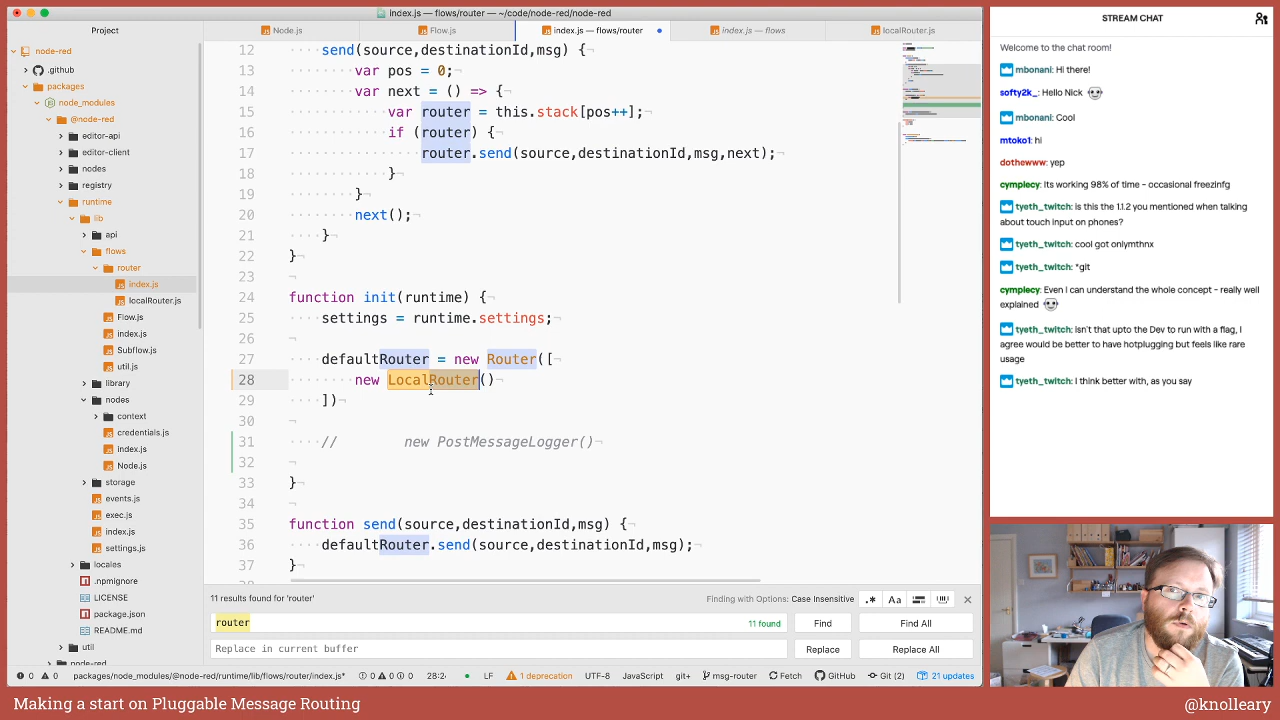 index.js — flows/router — ~/code/node-red/node-red
Project
Node.js
Flow.js
index.js — flows/router
index.js — flows
localRouter.js
node-red
.github
packages
node_modules
@node-red
editor-api
editor-client
nodes
registry
runtime
lib
api
flows
router
index.js
localRouter.js
Flow.js
index.js
Subflow.js
util.js
library
nodes
context
credentials.js
index.js
Node.js
storage
events.js
exec.js
index.js
settings.js
locales
.npmignore
LICENSE
package.json
README.md
util
node-red
12 send(source,destinationId,msg) {
13 var pos = 0;
14 var next = () => {
15 var router = this.stack[pos++];
16 if (router) {
17 router.send(source,destinationId,msg,next);
18 }
19 }
20 next();
21 }
22 }
23
24 function init(runtime) {
25 settings = runtime.settings;
26
27 defaultRouter = new Router([
28 new LocalRouter()
29 ])
30
31 // new PostMessageLogger()
32
33 }
34
35 function send(source,destinationId,msg) {
36 defaultRouter.send(source,destinationId,msg);
37 }
38
11 results found for 'router'
Finding with Options: Case Insensitive
.* Aa
router
11 found
Find
Find All
Replace in current buffer
Replace
Replace All
0 0 packages/node_modules/@node-red/runtime/lib/flows/router/index.js* 0 0 0 28:2 LF 1 deprecation UTF-8 JavaScript git+ msg-router Fetch GitHub Git (2) 21 updates
STREAM CHAT
Welcome to the chat room!
mbonani: Hi there!
softy2k_: Hello Nick
mbonani: Cool
mtoko1: hi
dothewww: yep
cymplecy: Its working 98% of time - occasional freezinfg
tyeth_twitch: is this the 1.1.2 you mentioned when talking
about touch input on phones?
tyeth_twitch: cool got onlymthnx
tyeth_twitch: *git
cymplecy: Even I can understand the whole concept - really well
explained
tyeth_twitch: isn't that upto the Dev to run with a flag, I
agree would be better to have hotplugging but feels like rare
usage
tyeth_twitch: I think better with, as you say
Making a start on Pluggable Message Routing
@knolleary